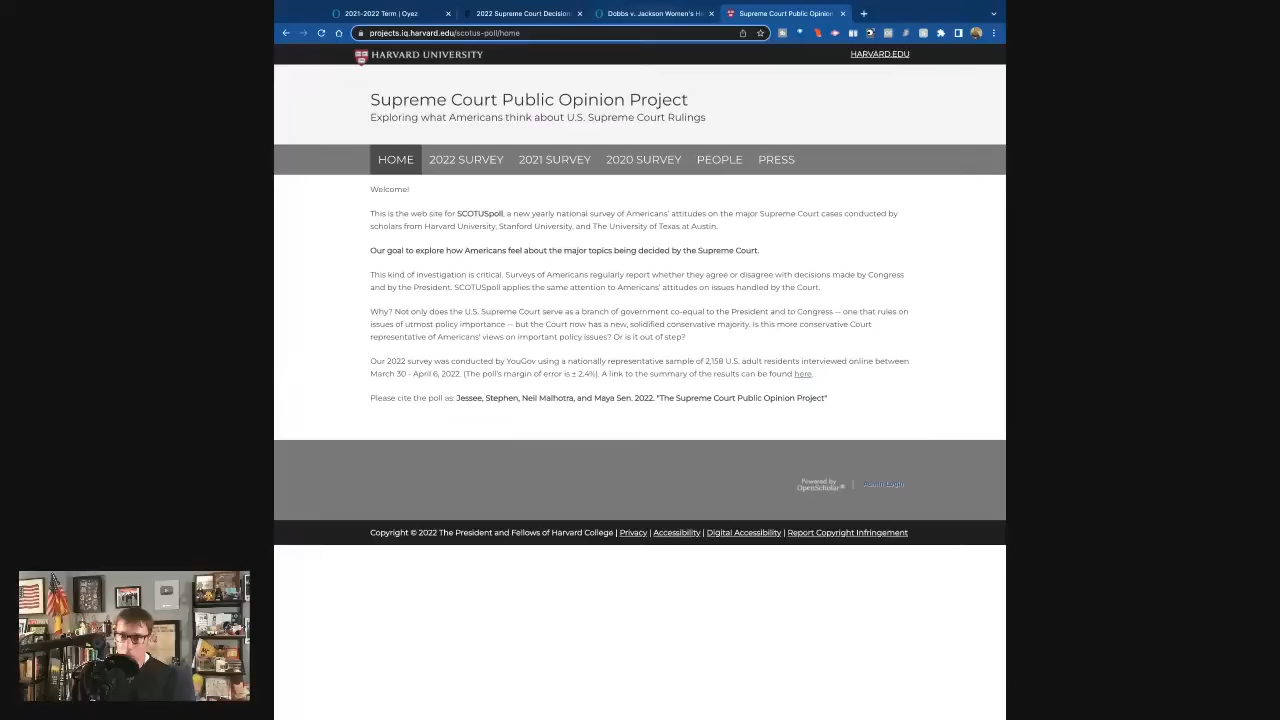 2021-2022 Term | Oyez
2022 Supreme Court Decision
Dobbs v. Jackson Women's H
Supreme Court Public Opinion
projects.iq.harvard.edu/scotus-poll/home
HARVARD UNIVERSITY
HARVARD.EDU
Supreme Court Public Opinion Project
Exploring what Americans think about U.S. Supreme Court Rulings
HOME 2022 SURVEY 2021 SURVEY 2020 SURVEY PEOPLE PRESS
Welcome!
This is the web site for SCOTUSpoll, a new yearly national survey of Americans' attitudes on the major Supreme Court cases conducted by
scholars from Harvard University, Stanford University, and The University of Texas at Austin.
Our goal to explore how Americans feel about the major topics being decided by the Supreme Court.
This kind of investigation is critical. Surveys of Americans regularly report whether they agree or disagree with decisions made by Congress
and by the President. SCOTUSpoll applies the same attention to Americans' attitudes on issues handled by the Court.
Why? Not only does the U.S. Supreme Court serve as a branch of government co-equal to the President and to Congress -- one that rules on
issues of utmost policy importance -- but the Court now has a new, solidified conservative majority. Is this more conservative Court
representative of Americans' views on important policy issues? Or is it out of step?
Our 2022 survey was conducted by YouGov using a nationally representative sample of 2,158 U.S. adult residents interviewed online between
March 30 - April 6, 2022. (The poll's margin of error is ± 2.4%). A link to the summary of the results can be found here.
Please cite the poll as: Jessee, Stephen, Neil Malhotra, and Maya Sen. 2022. "The Supreme Court Public Opinion Project"
Powered by
OpenScholar®
Admin Login
Copyright © 2022 The President and Fellows of Harvard College | Privacy | Accessibility | Digital Accessibility | Report Copyright Infringement